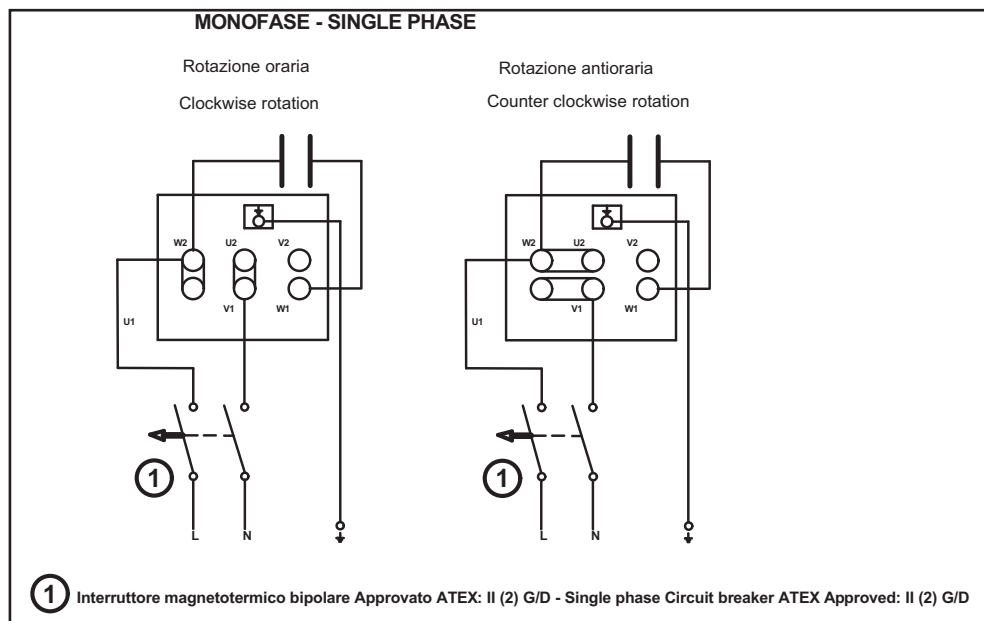 MONOFASE - SINGLE PHASE
Rotazione oraria
Clockwise rotation
Rotazione antioraria
Counter clockwise rotation
W2 U2 V2
U1 V1 W1
1
L N
W2 U2 V2
U1 V1 W1
1
L N
1 Interruttore magnetotermico bipolare Approvato ATEX: II (2) G/D - Single phase Circuit breaker ATEX Approved: II (2) G/D